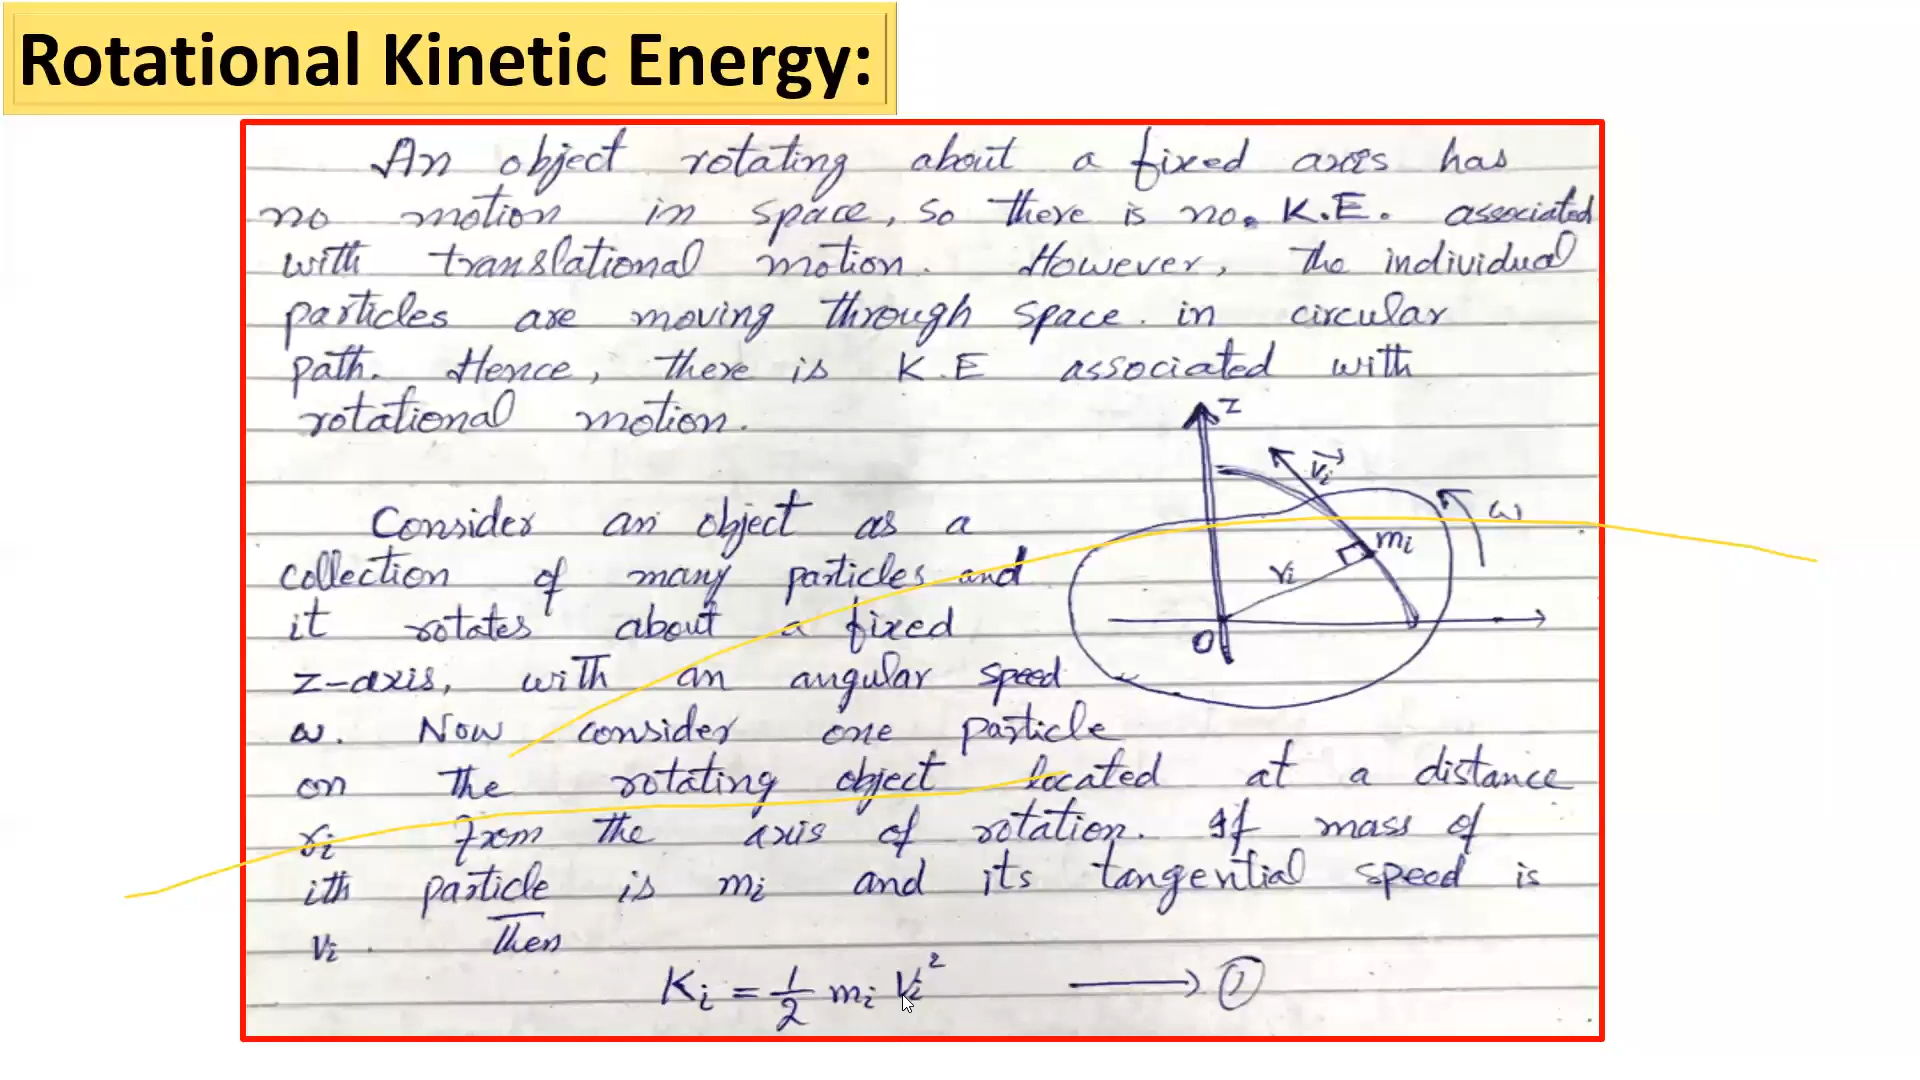 Rotational Kinetic Energy:
An object rotating about a fixed axis has
no motion in space, so there is no. K.E. associated
with translational motion. However, the individual
particles are moving through space in circular
path. Hence, there is K.E associated with
rotational motion.
z
v⃗i
ω
mi
ri
O
Consider an object as a
collection of many particles and
it rotates about a fixed
z-axis, with an angular speed
ω. Now consider one particle
on the rotating object located at a distance
ri from the axis of rotation. If mass of
ith particle is mi and its tangential speed is
vi. Then
Ki = 1/2 mi Vi² → ①